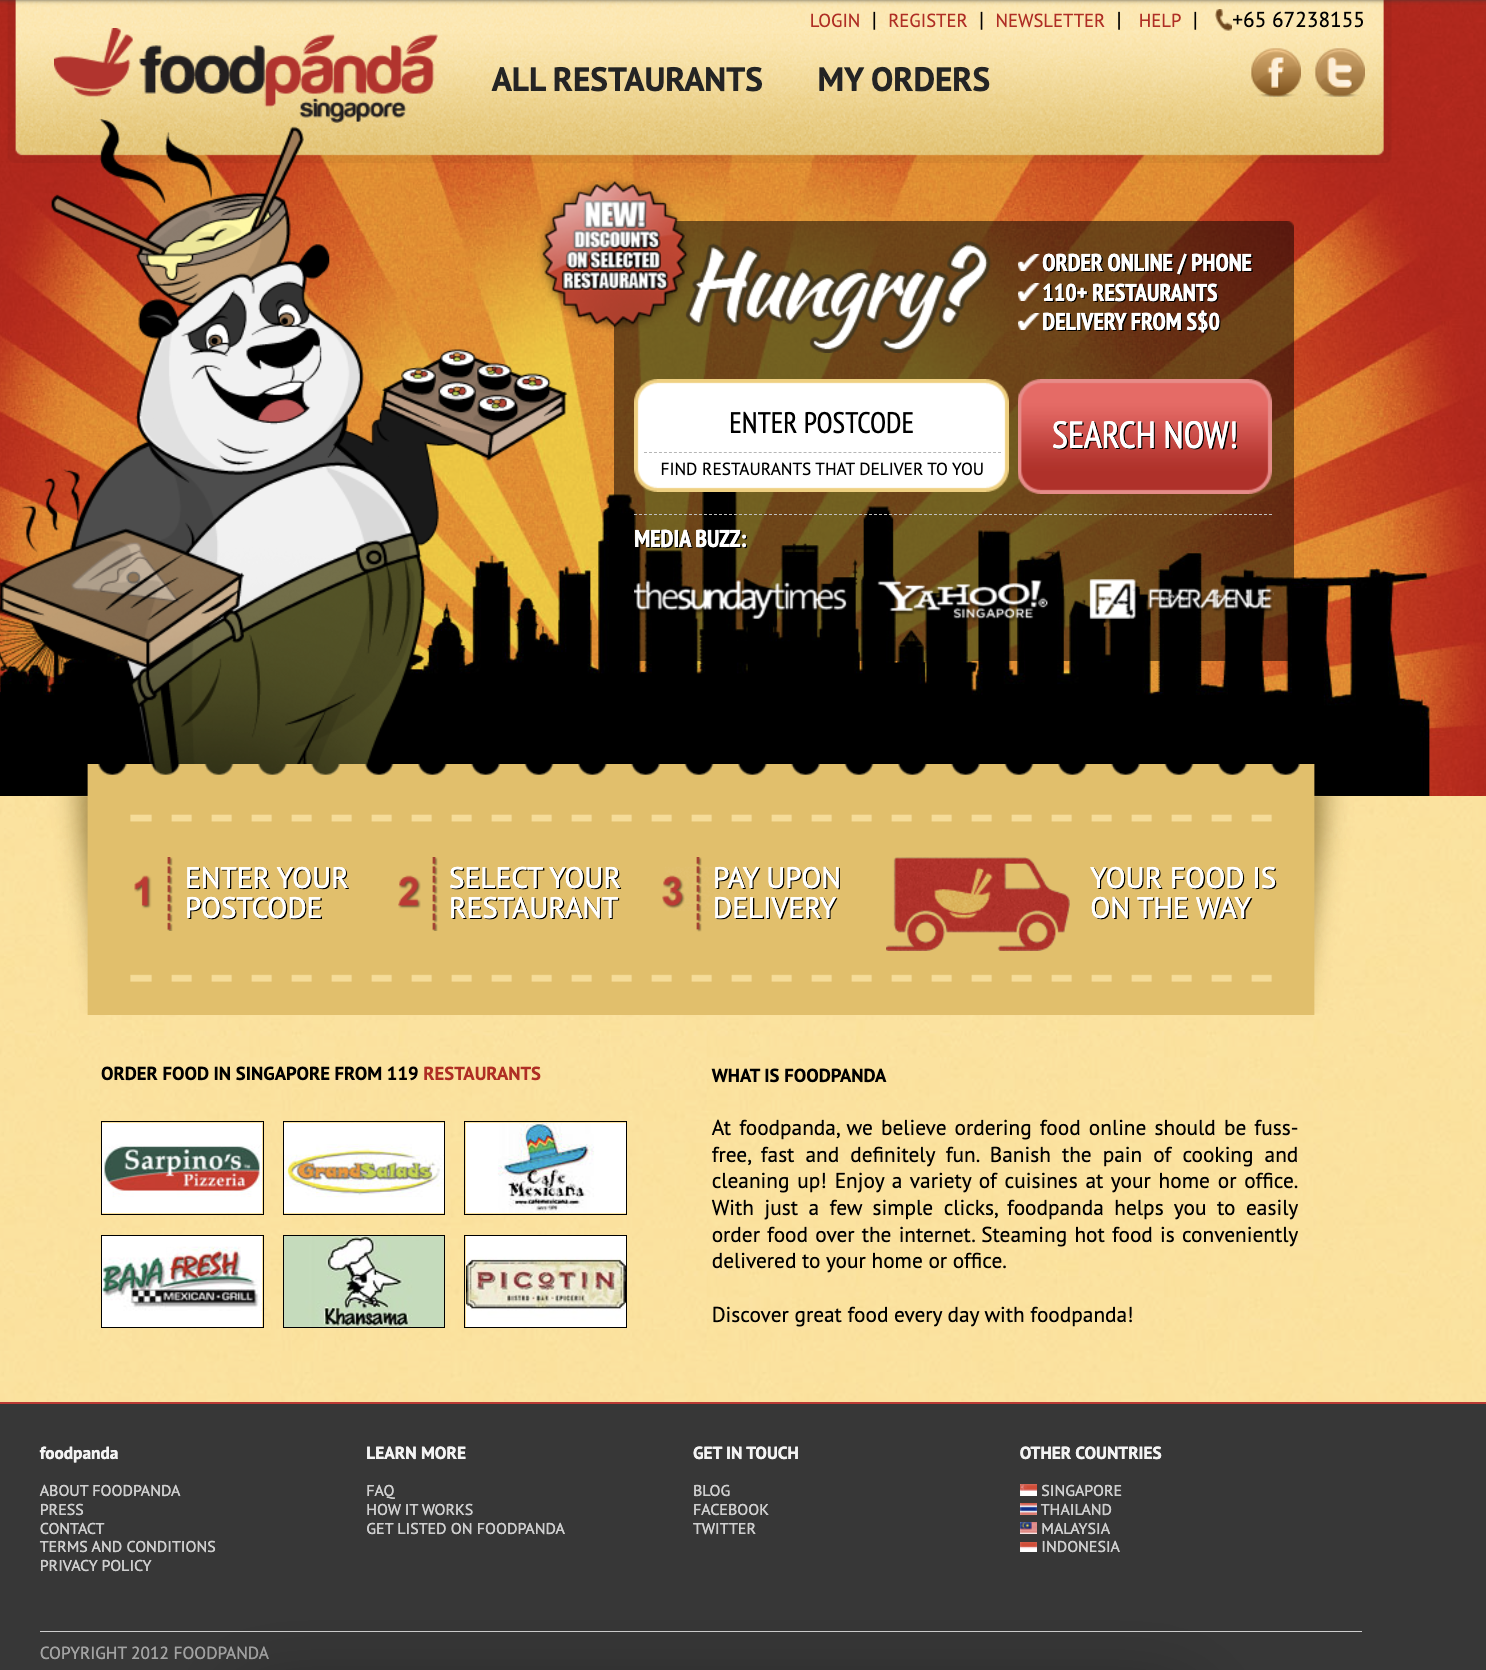 LOGIN | REGISTER | NEWSLETTER | HELP | +65 67238155
foodpanda
singapore
ALL RESTAURANTS MY ORDERS
f t
NEW!
DISCOUNTS
ON SELECTED
RESTAURANTS
Hungry?
✔ ORDER ONLINE / PHONE
✔ 110+ RESTAURANTS
✔ DELIVERY FROM S$0
ENTER POSTCODE
FIND RESTAURANTS THAT DELIVER TO YOU
SEARCH NOW!
MEDIA BUZZ:
thesundaytimes
YAHOO!®
SINGAPORE
FA FEVERAVENUE
1 ENTER YOUR
POSTCODE
2 SELECT YOUR
RESTAURANT
3 PAY UPON
DELIVERY
YOUR FOOD IS
ON THE WAY
ORDER FOOD IN SINGAPORE FROM 119 RESTAURANTS
Sarpino's™
Pizzeria
GrandSalads
Cafe
Mexicana
www.cafemexicana.com
BAJA FRESH
MEXICAN · GRILL
Khansama
PICOTIN
BISTRO · BAR · EPICERIE
WHAT IS FOODPANDA
At foodpanda, we believe ordering food online should be fuss-
free, fast and definitely fun. Banish the pain of cooking and
cleaning up! Enjoy a variety of cuisines at your home or office.
With just a few simple clicks, foodpanda helps you to easily
order food over the internet. Steaming hot food is conveniently
delivered to your home or office.
Discover great food every day with foodpanda!
foodpanda
ABOUT FOODPANDA
PRESS
CONTACT
TERMS AND CONDITIONS
PRIVACY POLICY
LEARN MORE
FAQ
HOW IT WORKS
GET LISTED ON FOODPANDA
GET IN TOUCH
BLOG
FACEBOOK
TWITTER
OTHER COUNTRIES
SINGAPORE
THAILAND
MALAYSIA
INDONESIA
COPYRIGHT 2012 FOODPANDA